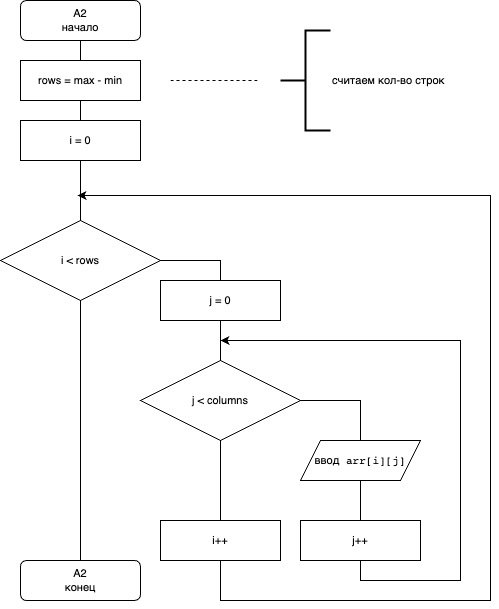 A2
начало
rows = max - min
считаем кол-во строк
i = 0
i < rows
j = 0
j < columns
ввод arr[i][j]
i++
j++
A2
конец